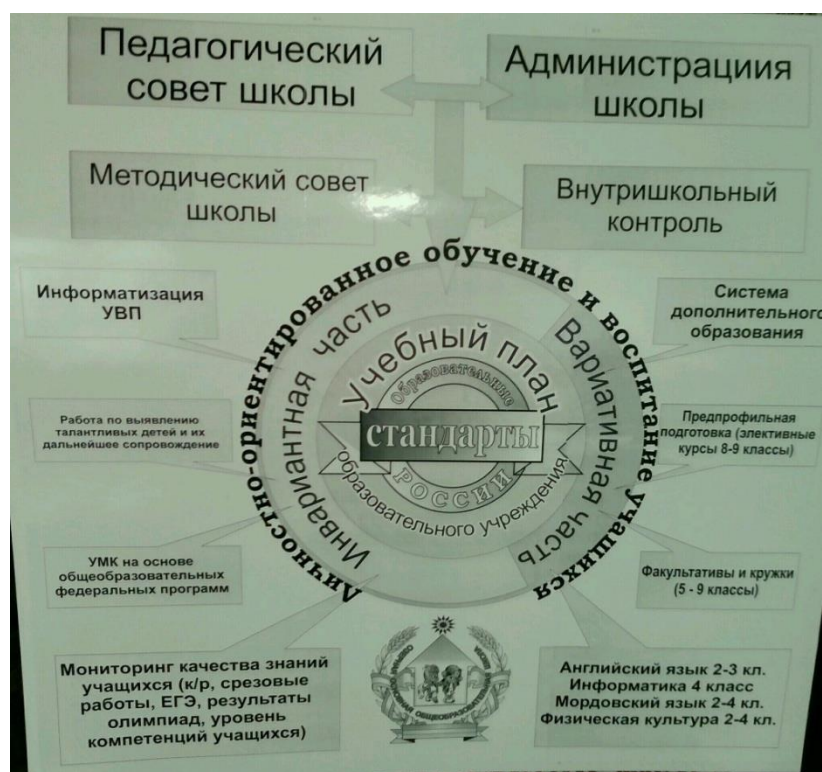 Педагогический
совет школы
Администрациия
школы
Методический совет
школы
Внутришкольный
контроль
Личностно-ориентированное обучение и воспитание учащихся
Информатизация
УВП
Система
дополнительного
образования
Инвариантная часть
Вариативная часть
Учебный план
образовательного учреждения
Образовательные
стандарты
РОССИИ
Работа по выявлению
талантливых детей и их
дальнейшее сопровождение
Предпрофильная
подготовка (элективные
курсы 8-9 классы)
УМК на основе
общеобразовательных
федеральных программ
Факультативы и кружки
(5 - 9 классы)
Мониторинг качества знаний
учащихся (к/р, срезовые
работы, ЕГЭ, результаты
олимпиад, уровень
компетенций учащихся)
Английский язык 2-3 кл.
Информатика 4 класс
Мордовский язык 2-4 кл.
Физическая культура 2-4 кл.